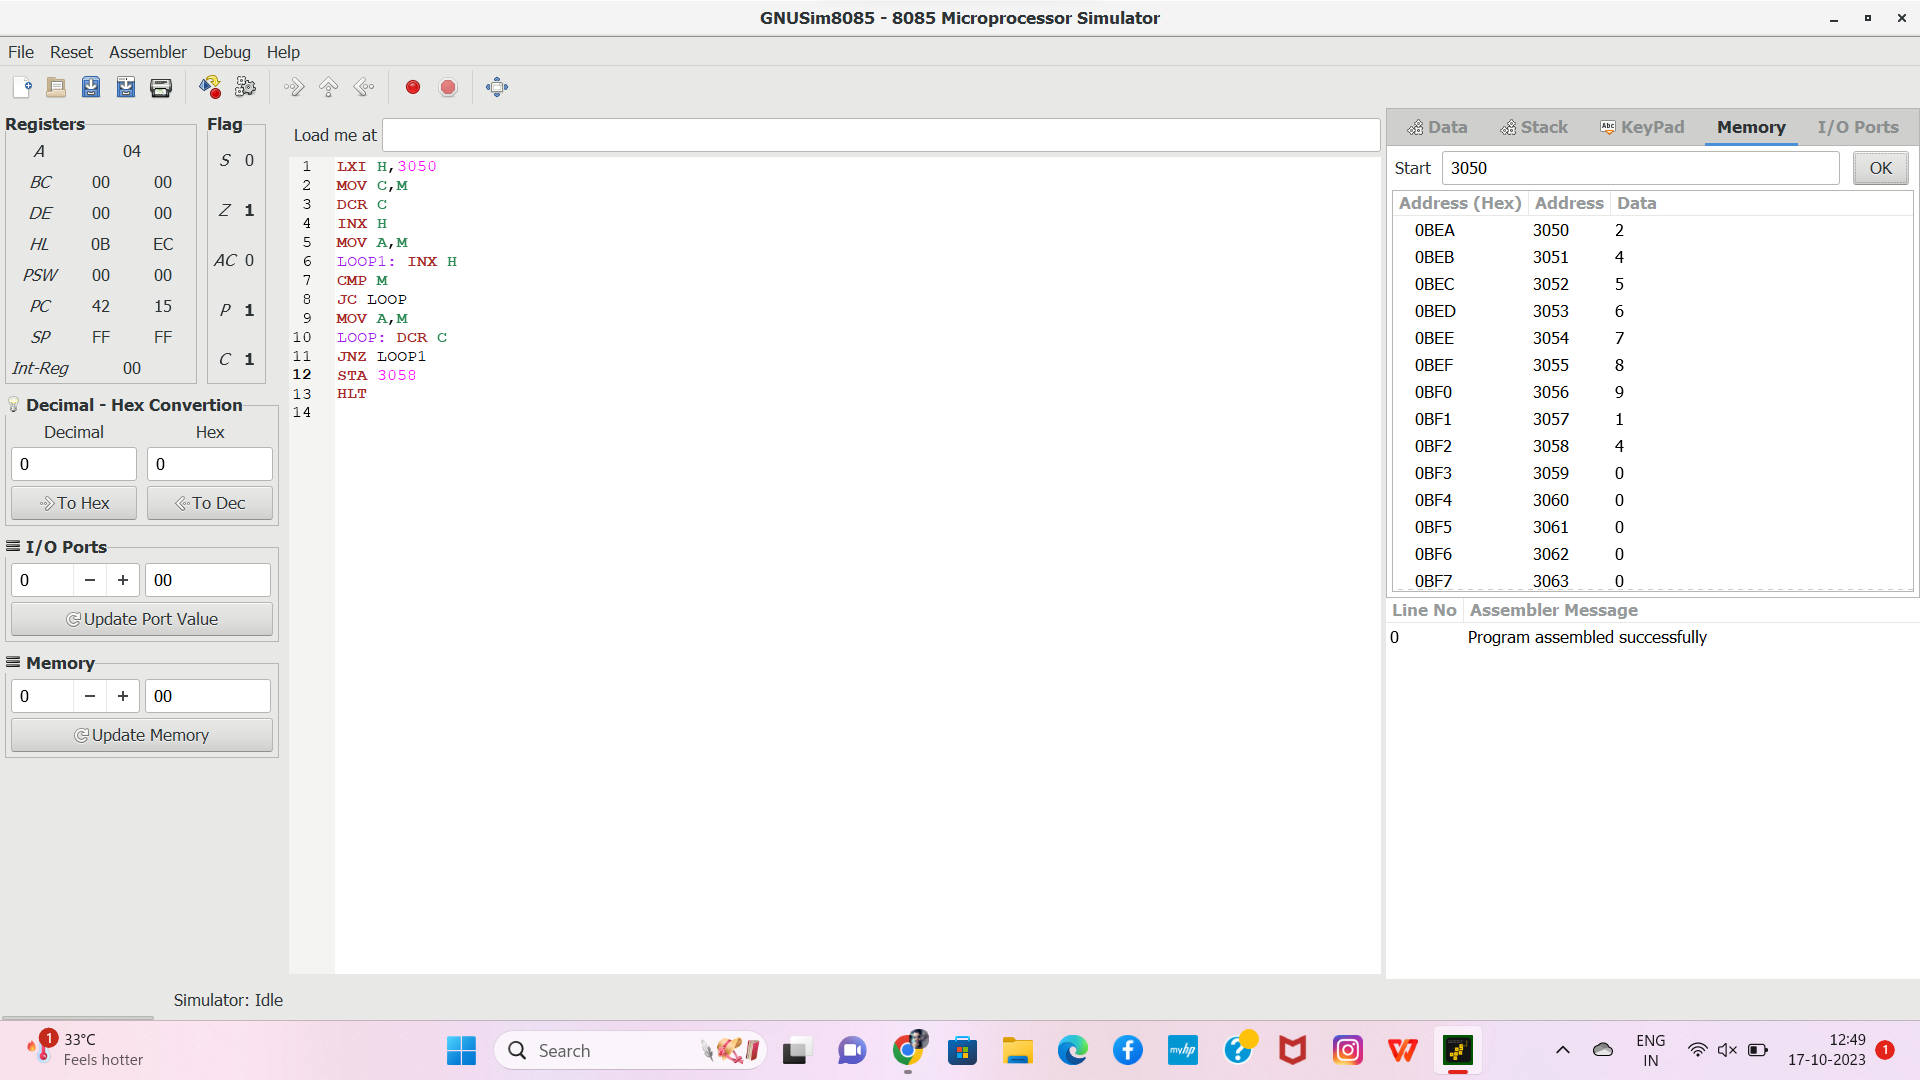 GNUSim8085 - 8085 Microprocessor Simulator
File Reset Assembler Debug Help
Registers
A 04
BC 00 00
DE 00 00
HL 0B EC
PSW 00 00
PC 42 15
SP FF FF
Int-Reg 00
Flag
S 0
Z 1
AC 0
P 1
C 1
Decimal - Hex Convertion
Decimal Hex
0 0
To Hex To Dec
I/O Ports
0 − + 00
Update Port Value
Memory
0 − + 00
Update Memory
Load me at
1 LXI H,3050
2 MOV C,M
3 DCR C
4 INX H
5 MOV A,M
6 LOOP1: INX H
7 CMP M
8 JC LOOP
9 MOV A,M
10 LOOP: DCR C
11 JNZ LOOP1
12 STA 3058
13 HLT
14
Data Stack Abc KeyPad Memory I/O Ports
Start 3050 OK
Address (Hex) Address Data
0BEA 3050 2
0BEB 3051 4
0BEC 3052 5
0BED 3053 6
0BEE 3054 7
0BEF 3055 8
0BF0 3056 9
0BF1 3057 1
0BF2 3058 4
0BF3 3059 0
0BF4 3060 0
0BF5 3061 0
0BF6 3062 0
0BF7 3063 0
Line No Assembler Message
0 Program assembled successfully
Simulator: Idle
1 33°C
Feels hotter
Search
myhp
ENG
IN
12:49
17-10-2023
1